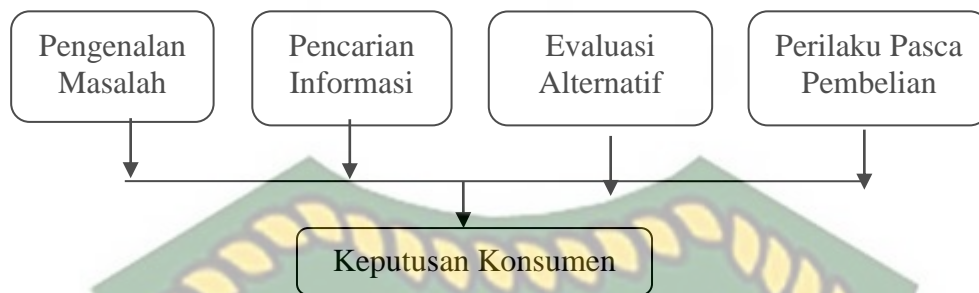 Pengenalan
Masalah
Pencarian
Informasi
Evaluasi
Alternatif
Perilaku Pasca
Pembelian
Keputusan Konsumen